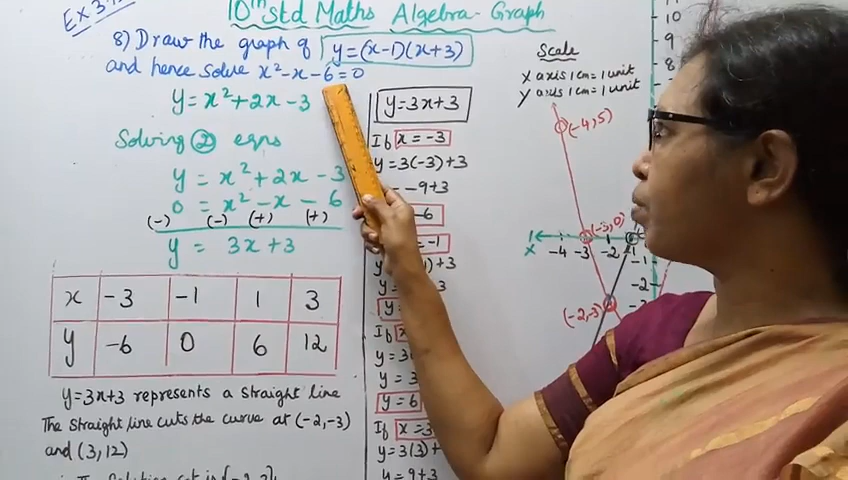 Ex 3.
10th Std Maths Algebra - Graph
8) Draw the graph of y=(x-1)(x+3)
and hence Solve x²-x-6=0
y=x²+2x-3
Solving ② eqns
y = x²+2x-3
0 = x²-x-6
(-) (-) (+) (+)
y = 3x+3
x -3 -1 1 3
y -6 0 6 12
y=3x+3 represents a straight line
The straight line cuts the curve at (-2,-3)
and (3,12)
y=3x+3
If x=-3
y=3(-3)+3
= -9+3
-6
=-1
)+3
If
y=3
y=6
If x=3
y=3(3)+
y=9+3
Scale
X axis 1cm=1 unit
Y axis 1cm=1 unit
(-4,5)
(-3,0)
X -4 -3 -2 -1
(-2,-3)
11
10
-1
-2